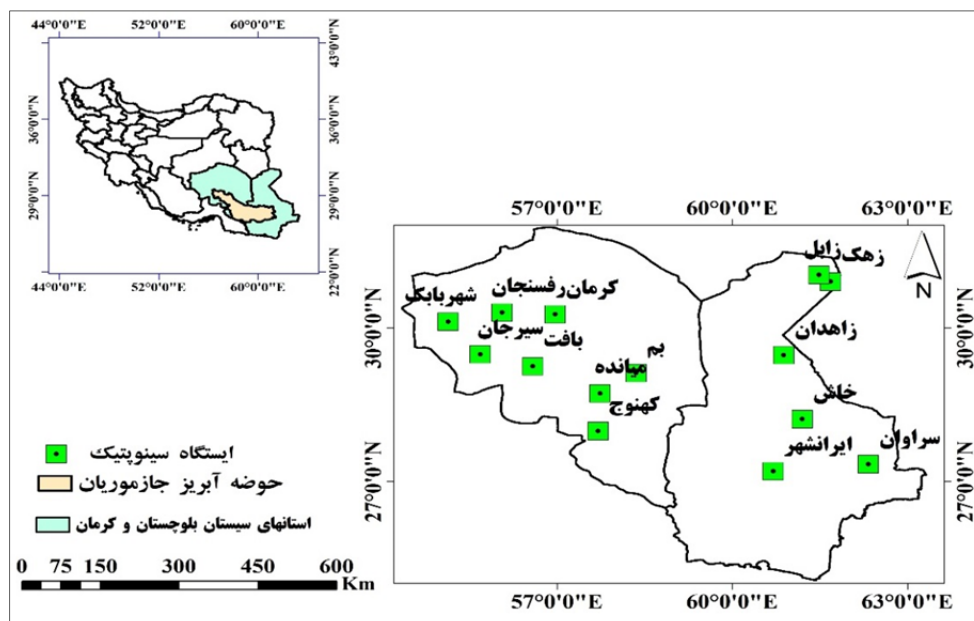 44°0'0"E 52°0'0"E 60°0'0"E
43°0'0"N
36°0'0"N
36°0'0"N
29°0'0"N
29°0'0"N
22°0'0"N
44°0'0"E 52°0'0"E 60°0'0"E
57°0'0"E 60°0'0"E 63°0'0"E
N
زابل زهک
زاهدان
خاش
سراوان
ایرانشهر
کرمان رفسنجان
شهربابک
سیرجان
بافت
بم
میانده
کهنوج
30°0'0"N
30°0'0"N
27°0'0"N
27°0'0"N
57°0'0"E 60°0'0"E 63°0'0"E
ایستگاه سینوپتیک
حوضه آبریز جازموریان
استانهای سیستان بلوچستان و کرمان
0 75 150 300 450 600
Km